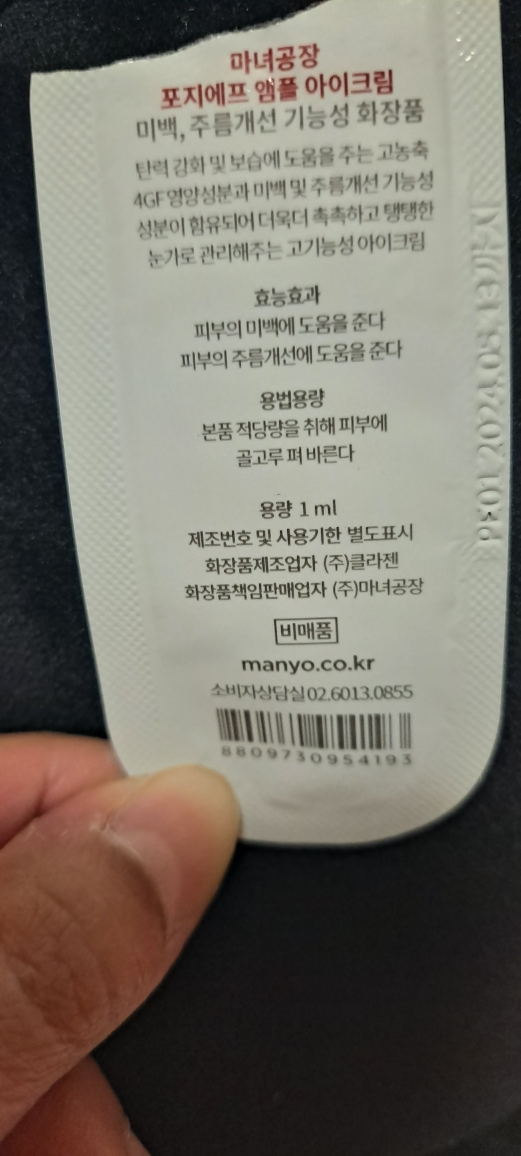 마녀공장
포지에프 앰플 아이크림
미백, 주름개선 기능성 화장품
탄력 강화 및 보습에 도움을 주는 고농축
4GF 영양성분과 미백 및 주름개선 기능성
성분이 함유되어 더욱더 촉촉하고 탱탱한
눈가로 관리해주는 고기능성 아이크림
효능효과
피부의 미백에 도움을 준다
피부의 주름개선에 도움을 준다
용법용량
본품 적당량을 취해 피부에
골고루 펴 바른다
용량 1 ml
제조번호 및 사용기한 별도표시
화장품제조업자 (주)클라젠
화장품책임판매업자 (주)마녀공장
비매품
manyo.co.kr
소비자상담실 02.6013.0855
8809730954193